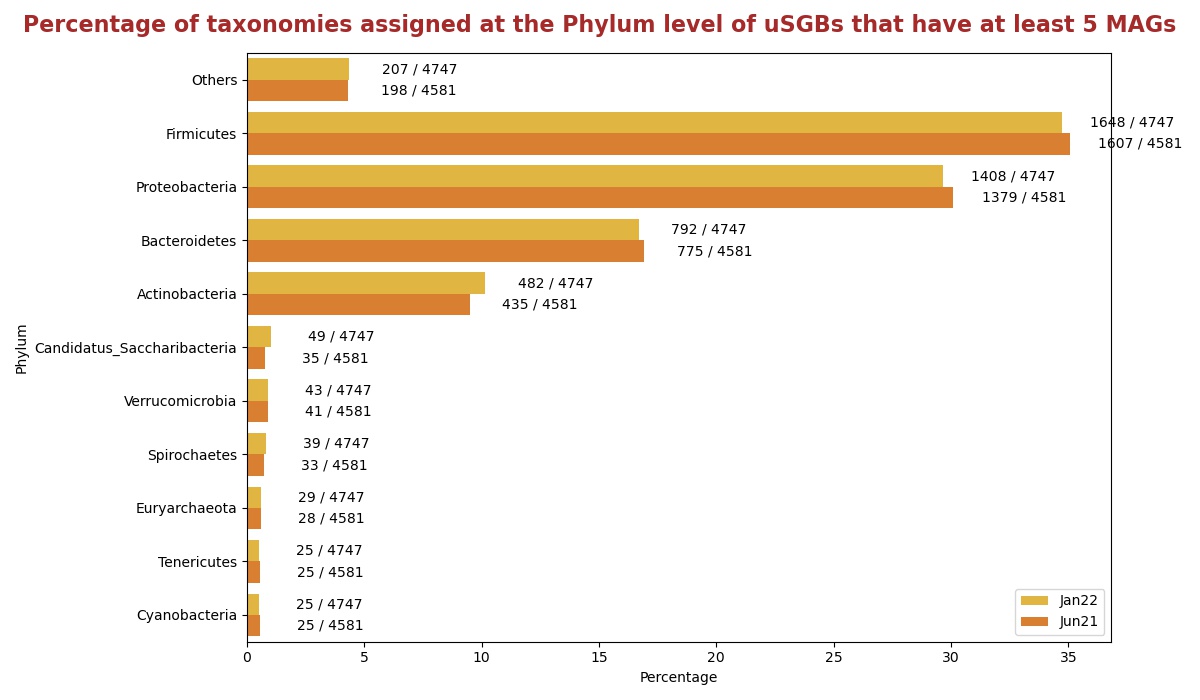 Percentage of taxonomies assigned at the Phylum level of uSGBs that have at least 5 MAGs
Phylum
Others
207 / 4747
198 / 4581
Firmicutes
1648 / 4747
1607 / 4581
Proteobacteria
1408 / 4747
1379 / 4581
Bacteroidetes
792 / 4747
775 / 4581
Actinobacteria
482 / 4747
435 / 4581
Candidatus_Saccharibacteria
49 / 4747
35 / 4581
Verrucomicrobia
43 / 4747
41 / 4581
Spirochaetes
39 / 4747
33 / 4581
Euryarchaeota
29 / 4747
28 / 4581
Tenericutes
25 / 4747
25 / 4581
Cyanobacteria
25 / 4747
25 / 4581
Jan22
Jun21
0 5 10 15 20 25 30 35
Percentage